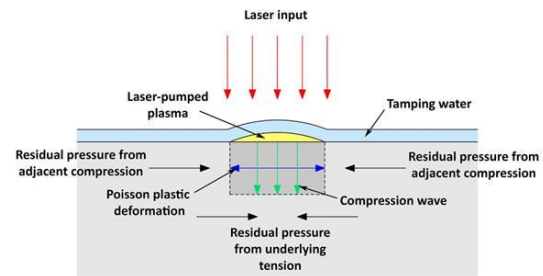 Laser input
Laser-pumped
plasma
Tamping water
Residual pressure from
adjacent compression
Residual pressure from
adjacent compression
Poisson plastic
deformation
Compression wave
Residual pressure
from underlying
tension